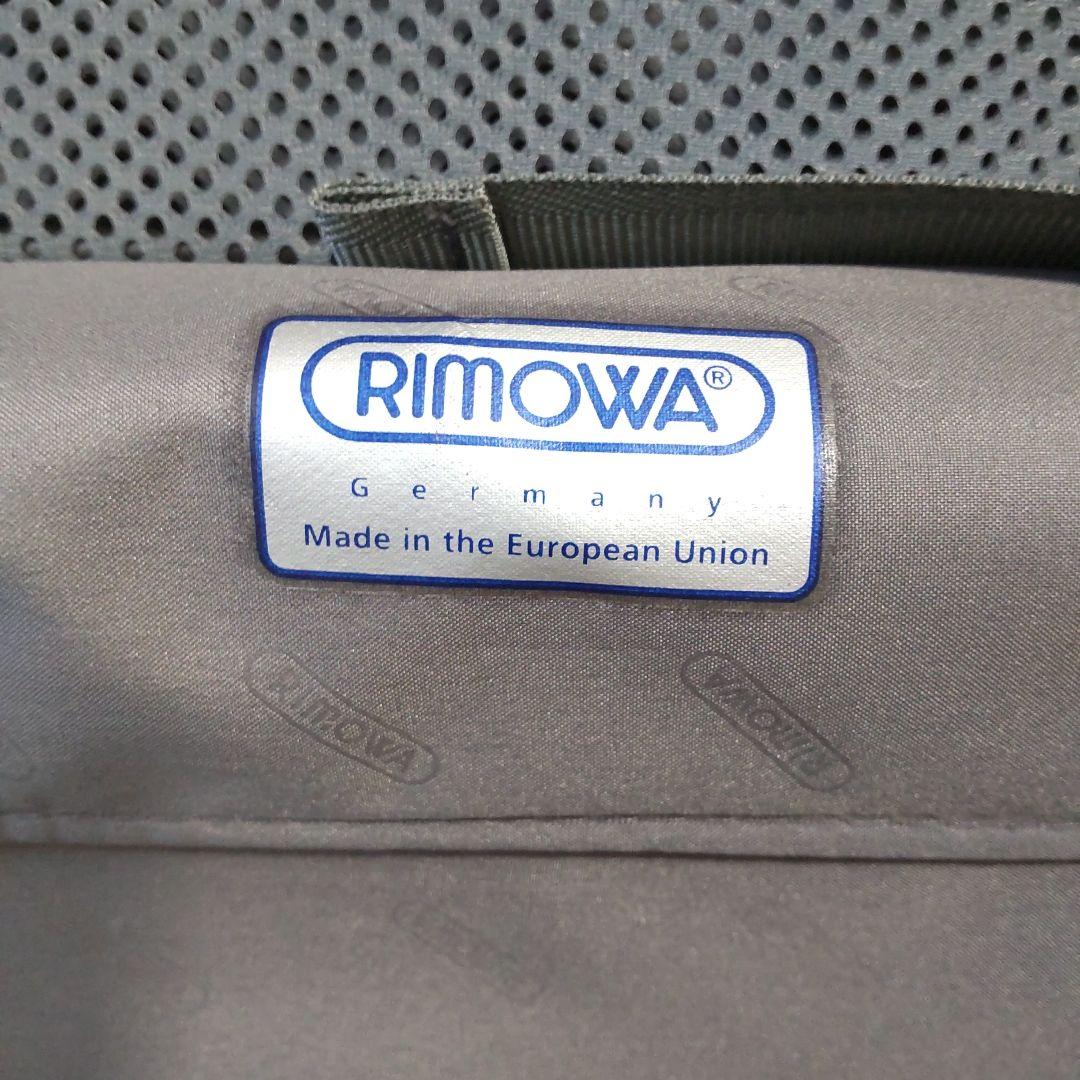 RIMOWA®
Germany
Made in the European Union
RIMOWA
RIMOWA